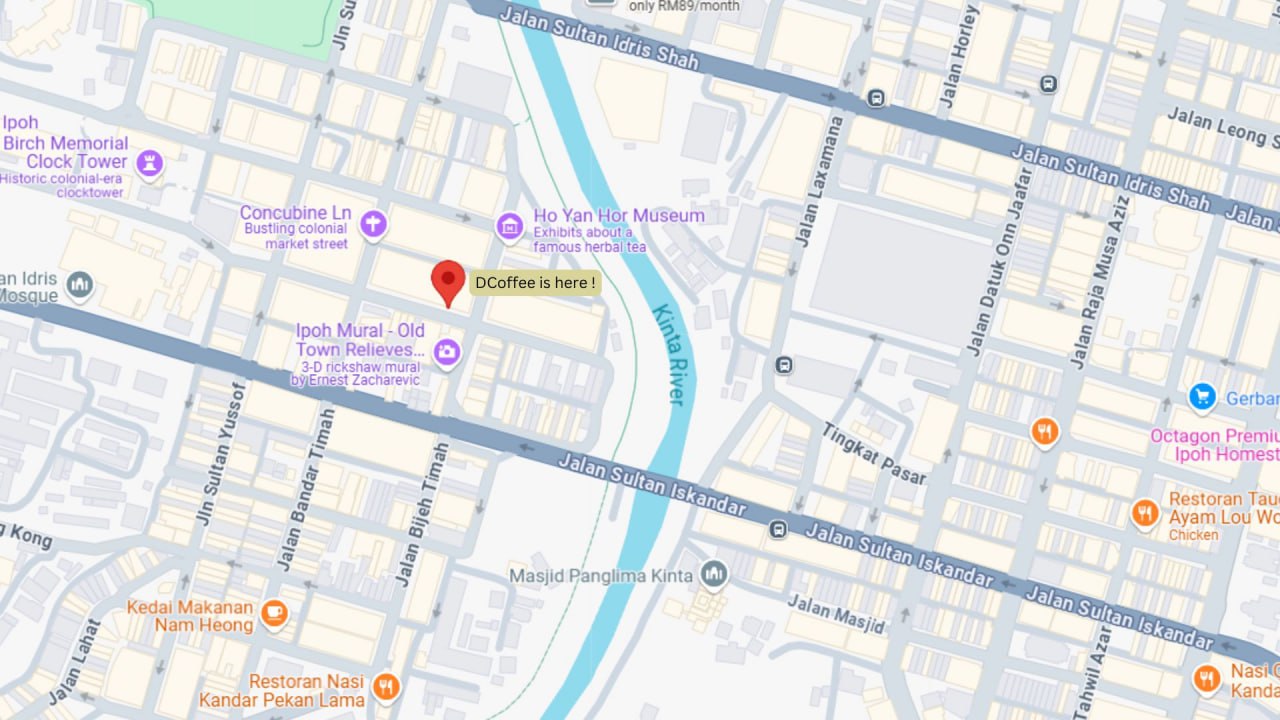 only RM89/month
Jln Su
Jalan Sultan Idris Shah
Jalan Horley
Jalan Leong S
Ipoh
Birch Memorial
Clock Tower
Historic colonial-era
clocktower
Jalan Laxamana
Jalan Sultan Idris Shah
Jalan
Concubine Ln
Bustling colonial
market street
Ho Yan Hor Museum
Exhibits about a
famous herbal tea
Jalan Datuk Onn Jaafar
Jalan Raja Musa Aziz
an Idris
Mosque
DCoffee is here !
Ipoh Mural - Old
Town Relieves...
3-D rickshaw mural
by Ernest Zacharevic
Kinta River
Gerban
Octagon Premiu
Ipoh Homest
Jln Sultan Yussof
Jalan Bandar Timah
Jalan Bijeh Timah
Tingkat Pasar
Jalan Sultan Iskandar
Jalan Sultan Iskandar
Jalan Sultan Iskandar
Restoran Tau
Ayam Lou Wo
Chicken
g Kong
Masjid Panglima Kinta
Jalan Masjid
Kedai Makanan
Nam Heong
Jalan Lahat
Restoran Nasi
Kandar Pekan Lama
Tahwil Azar
Nasi
Kanda